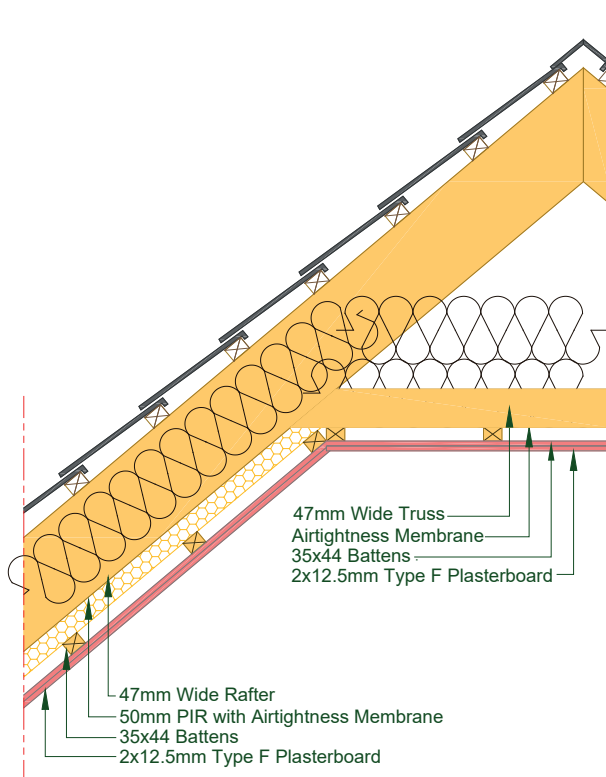 47mm Wide Truss
Airtightness Membrane
35x44 Battens
2x12.5mm Type F Plasterboard
47mm Wide Rafter
50mm PIR with Airtightness Membrane
35x44 Battens
2x12.5mm Type F Plasterboard